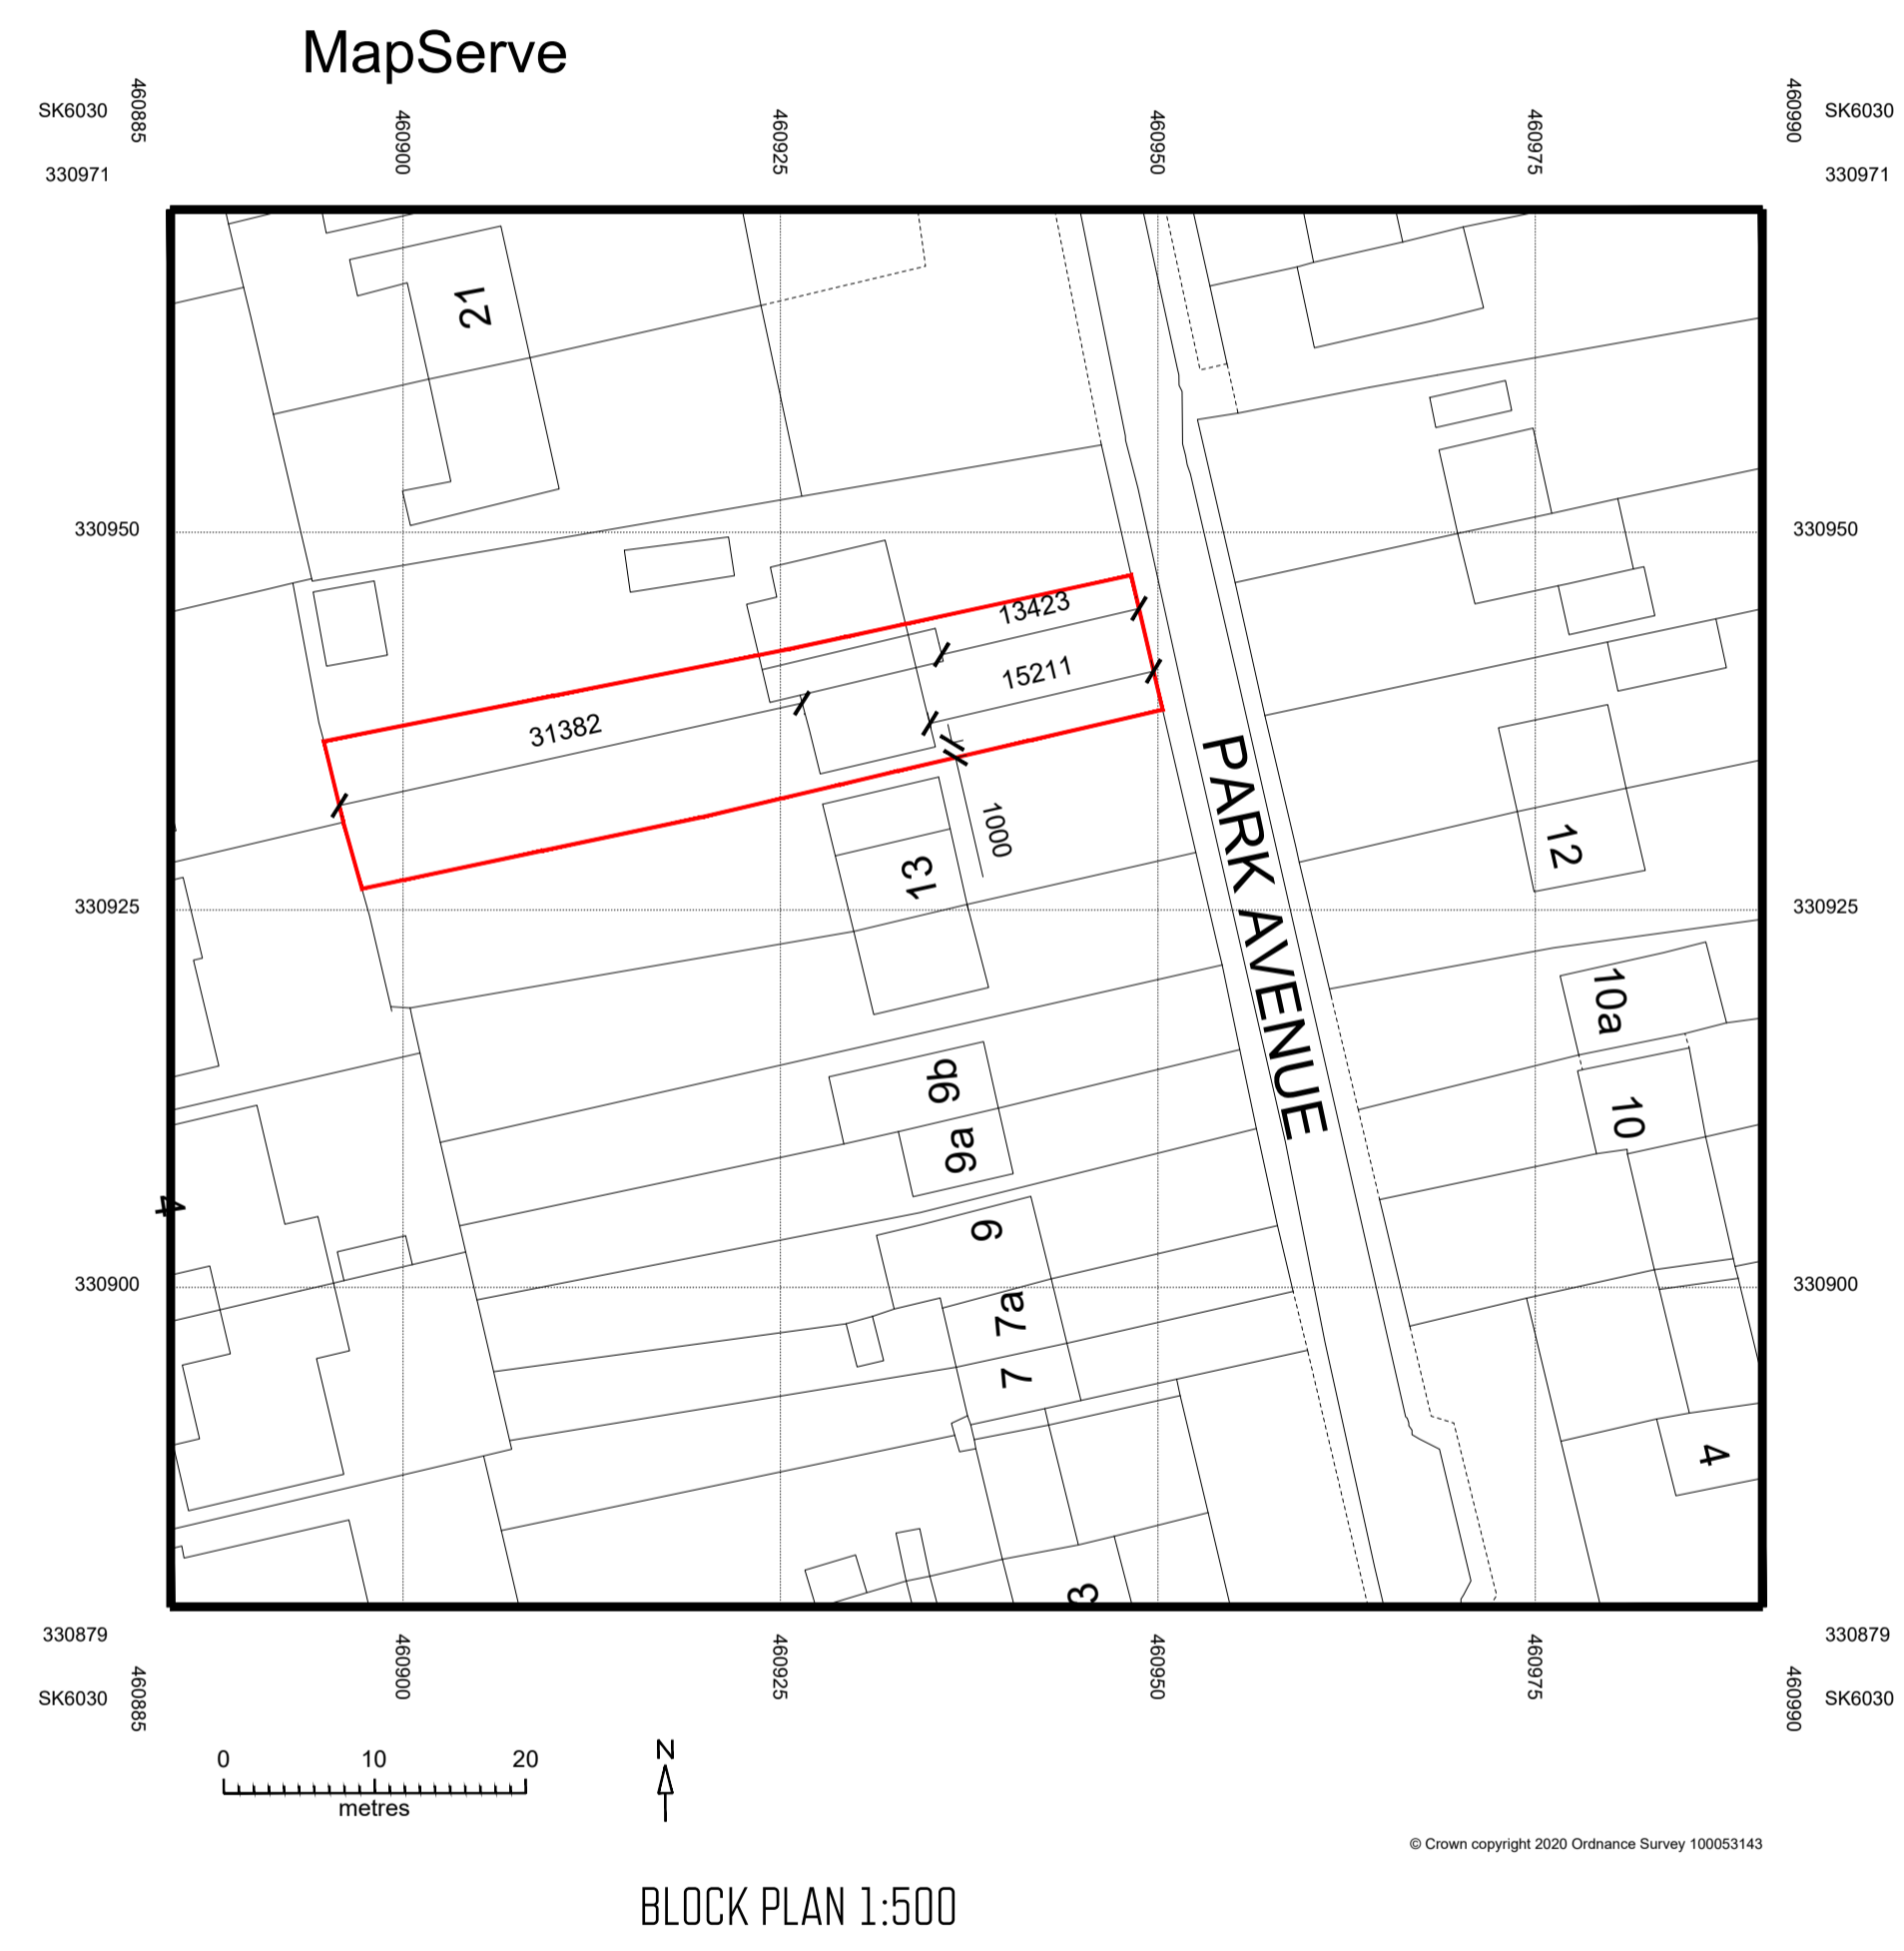 MapServe
SK6030
460885
460900
460925
460950
460975
460990
SK6030
330971
330971
21
330950
330950
13423
15211
31382
1000
PARK AVENUE
12
13
330925
330925
10a
10
9b
9a
4
9
330900
330900
7a
7
4
3
330879
330879
SK6030
460885
460900
460925
460950
460975
460990
SK6030
0 10 20
metres
N
© Crown copyright 2020 Ordnance Survey 100053143
BLOCK PLAN 1:500